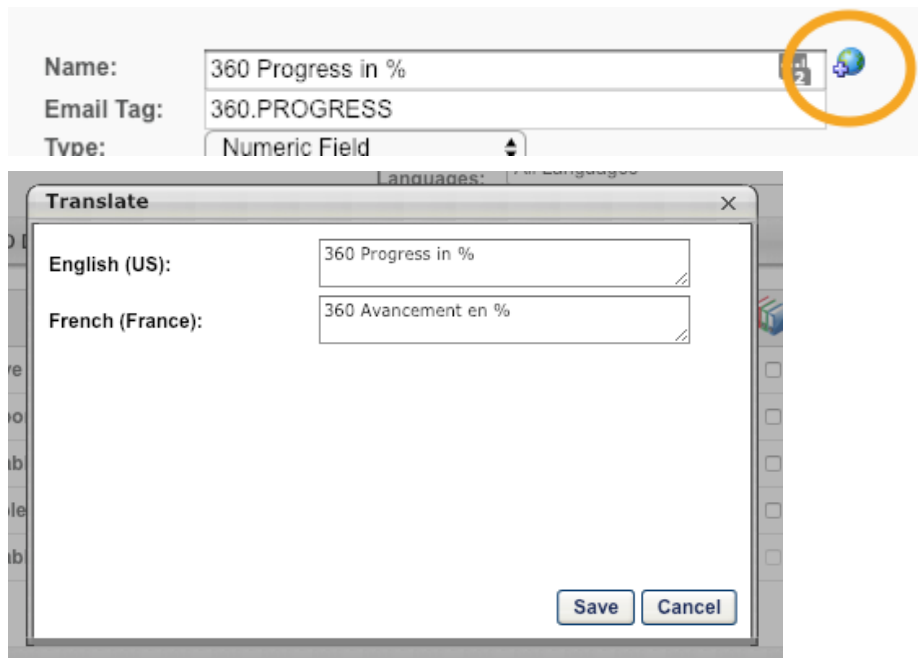 Name:
360 Progress in %
Email Tag:
360.PROGRESS
Type:
Numeric Field
Languages:
Translate
English (US):
360 Progress in %
French (France):
360 Avancement en %
Save
Cancel